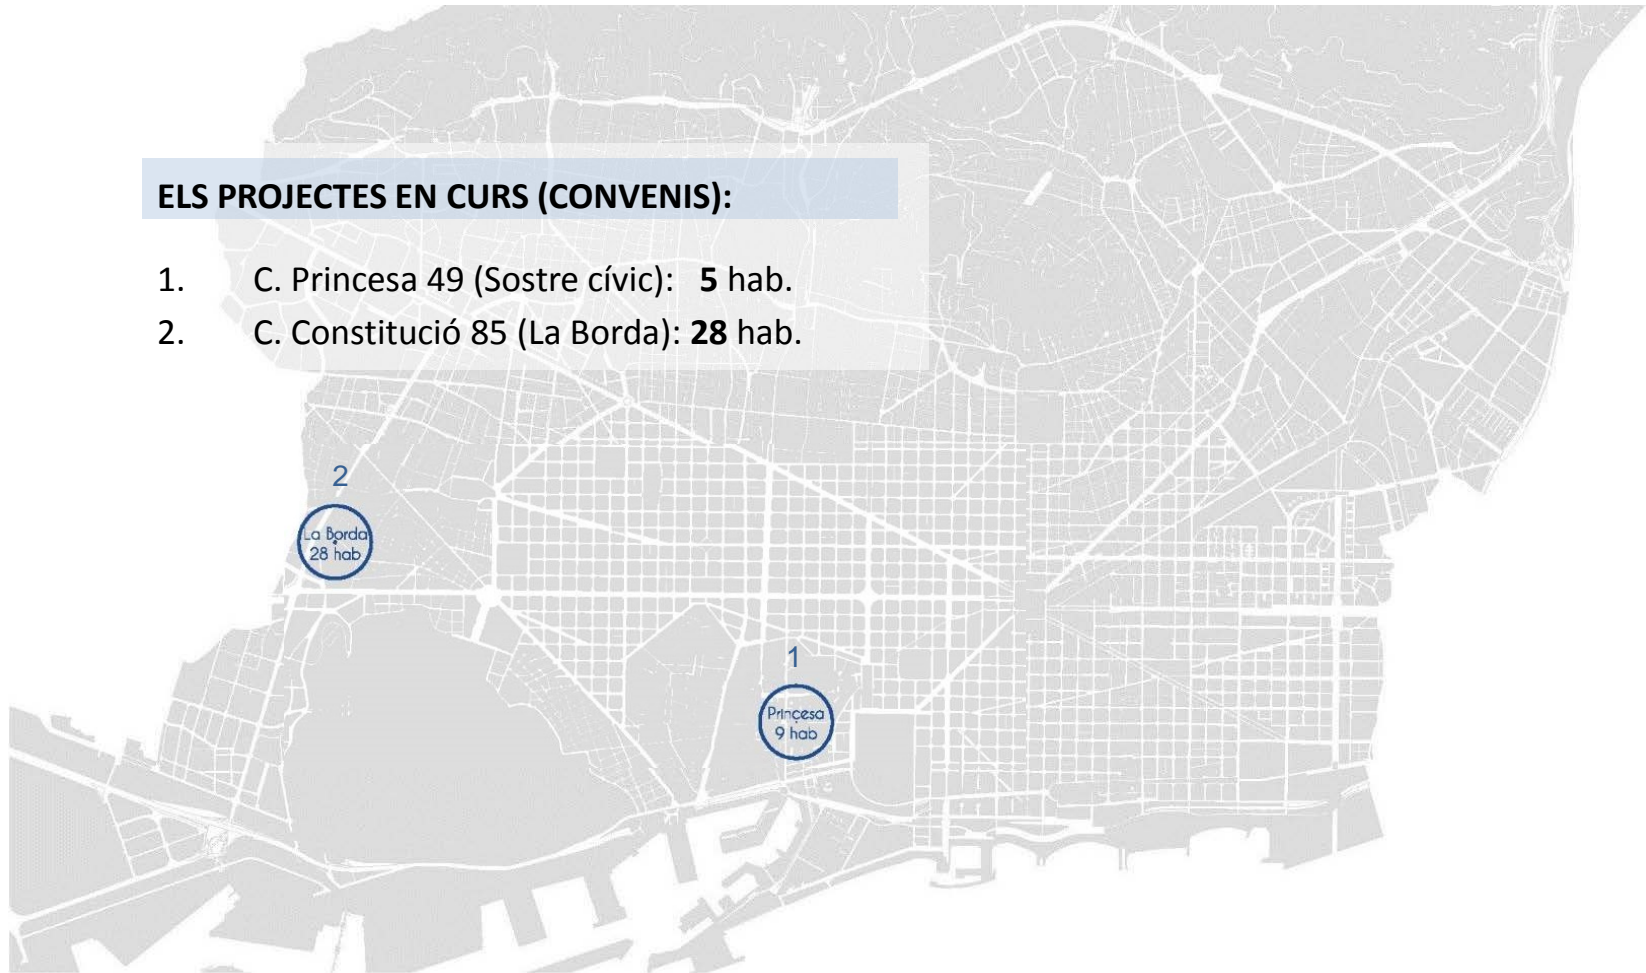 ELS PROJECTES EN CURS (CONVENIS):
1. C. Princesa 49 (Sostre cívic): 5 hab.
2. C. Constitució 85 (La Borda): 28 hab.
2
La Borda
28 hab
1
Princesa
9 hab